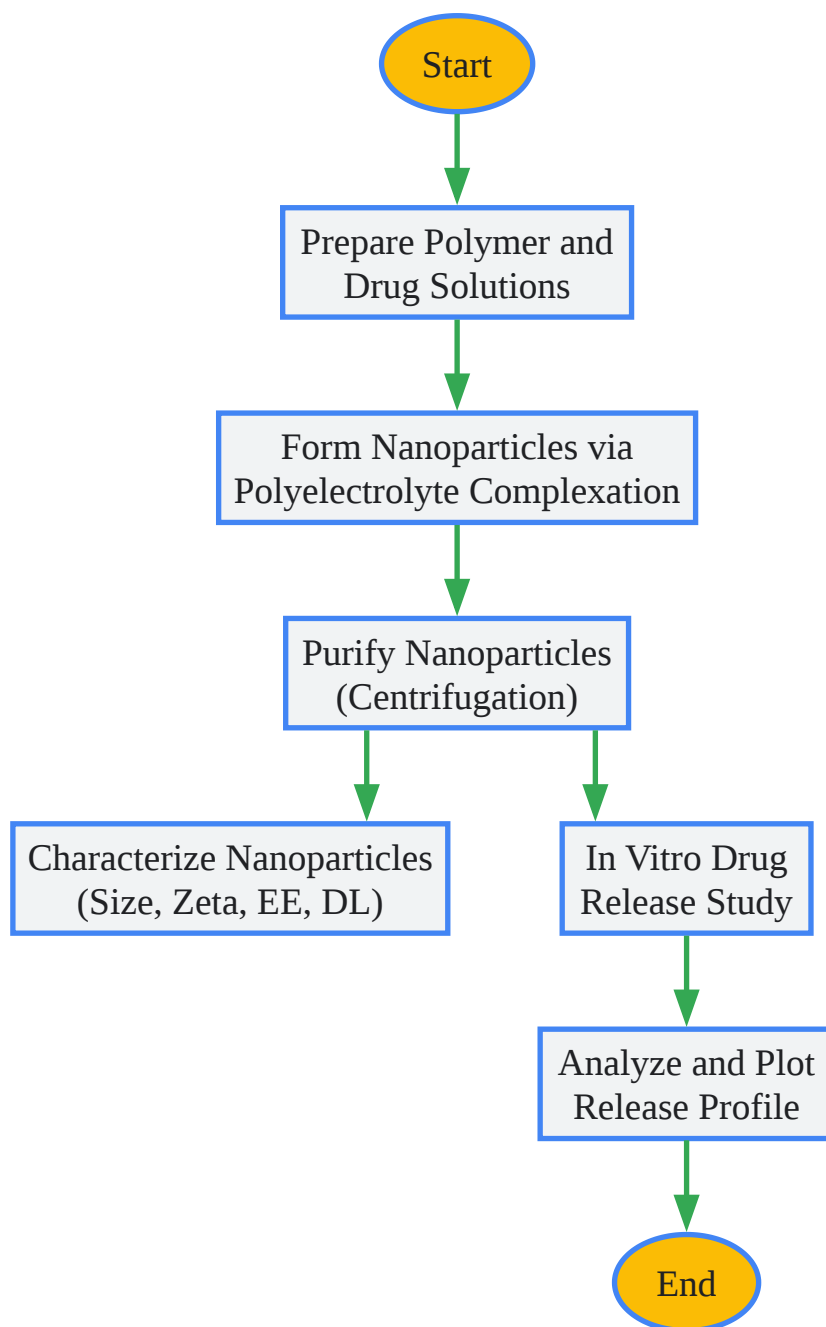 Start
Prepare Polymer and
Drug Solutions
Form Nanoparticles via
Polyelectrolyte Complexation
Purify Nanoparticles
(Centrifugation)
Characterize Nanoparticles
(Size, Zeta, EE, DL)
In Vitro Drug
Release Study
Analyze and Plot
Release Profile
End